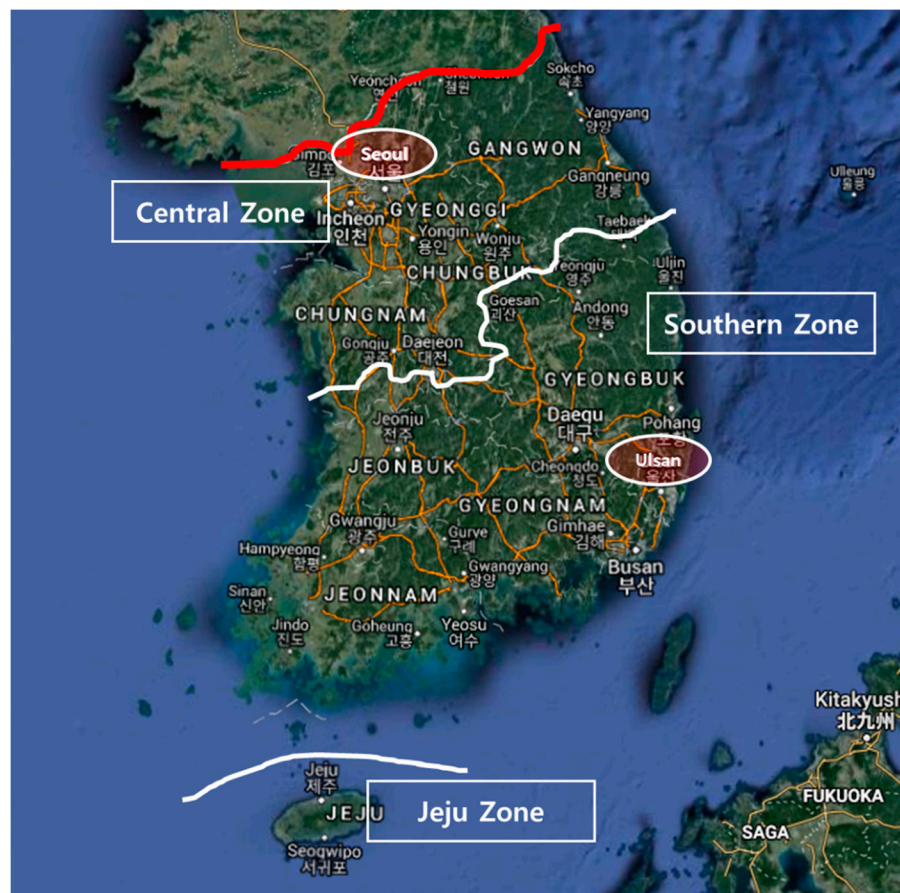 Sokcho
속초
Yangyang
양양
Seoul
서울
김포
GANGWON
Gangneung
강릉
Ulleung
울릉
Central Zone
Incheon
인천
GYEONGGI
Yongin
용인
Wonju
원주
Taebaek
CHUNGBUK
영주
Uljin
울진
Goesan
괴산
Andong
안동
CHUNGNAM
Southern Zone
Gongju
공주
Daejeon
대전
GYEONGBUK
Jeonju
전주
Daegu
대구
Pohang
JEONBUK
Cheongdo
청도
Ulsan
울산
GYEONGNAM
Gwangju
광주
Gurye
구례
Gimhae
김해
Hampyeong
함평
Gwangyang
광양
Busan
부산
Sinan
신안
JEONNAM
Jindo
진도
Goheung
고흥
Yeosu
여수
Kitakyush
北九州
Jeju
제주
JEJU
Jeju Zone
Seogwipo
서귀포
FUKUOKA
SAGA